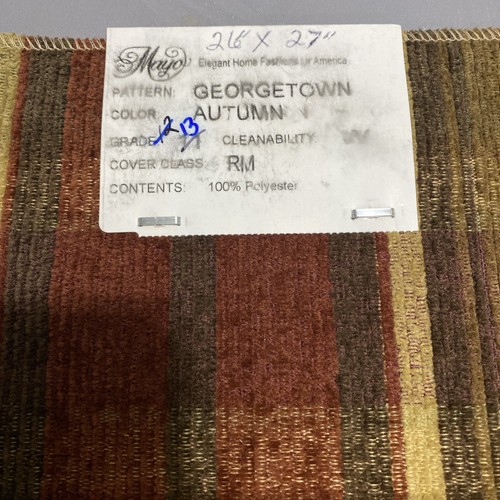 26" X 27"
Mayo Elegant Home Fashions for America
PATTERN: GEORGETOWN
COLOR: AUTUMN
GRADE: 2 13 CLEANABILITY: W
COVER CLASS: RM
CONTENTS: 100% Polyester